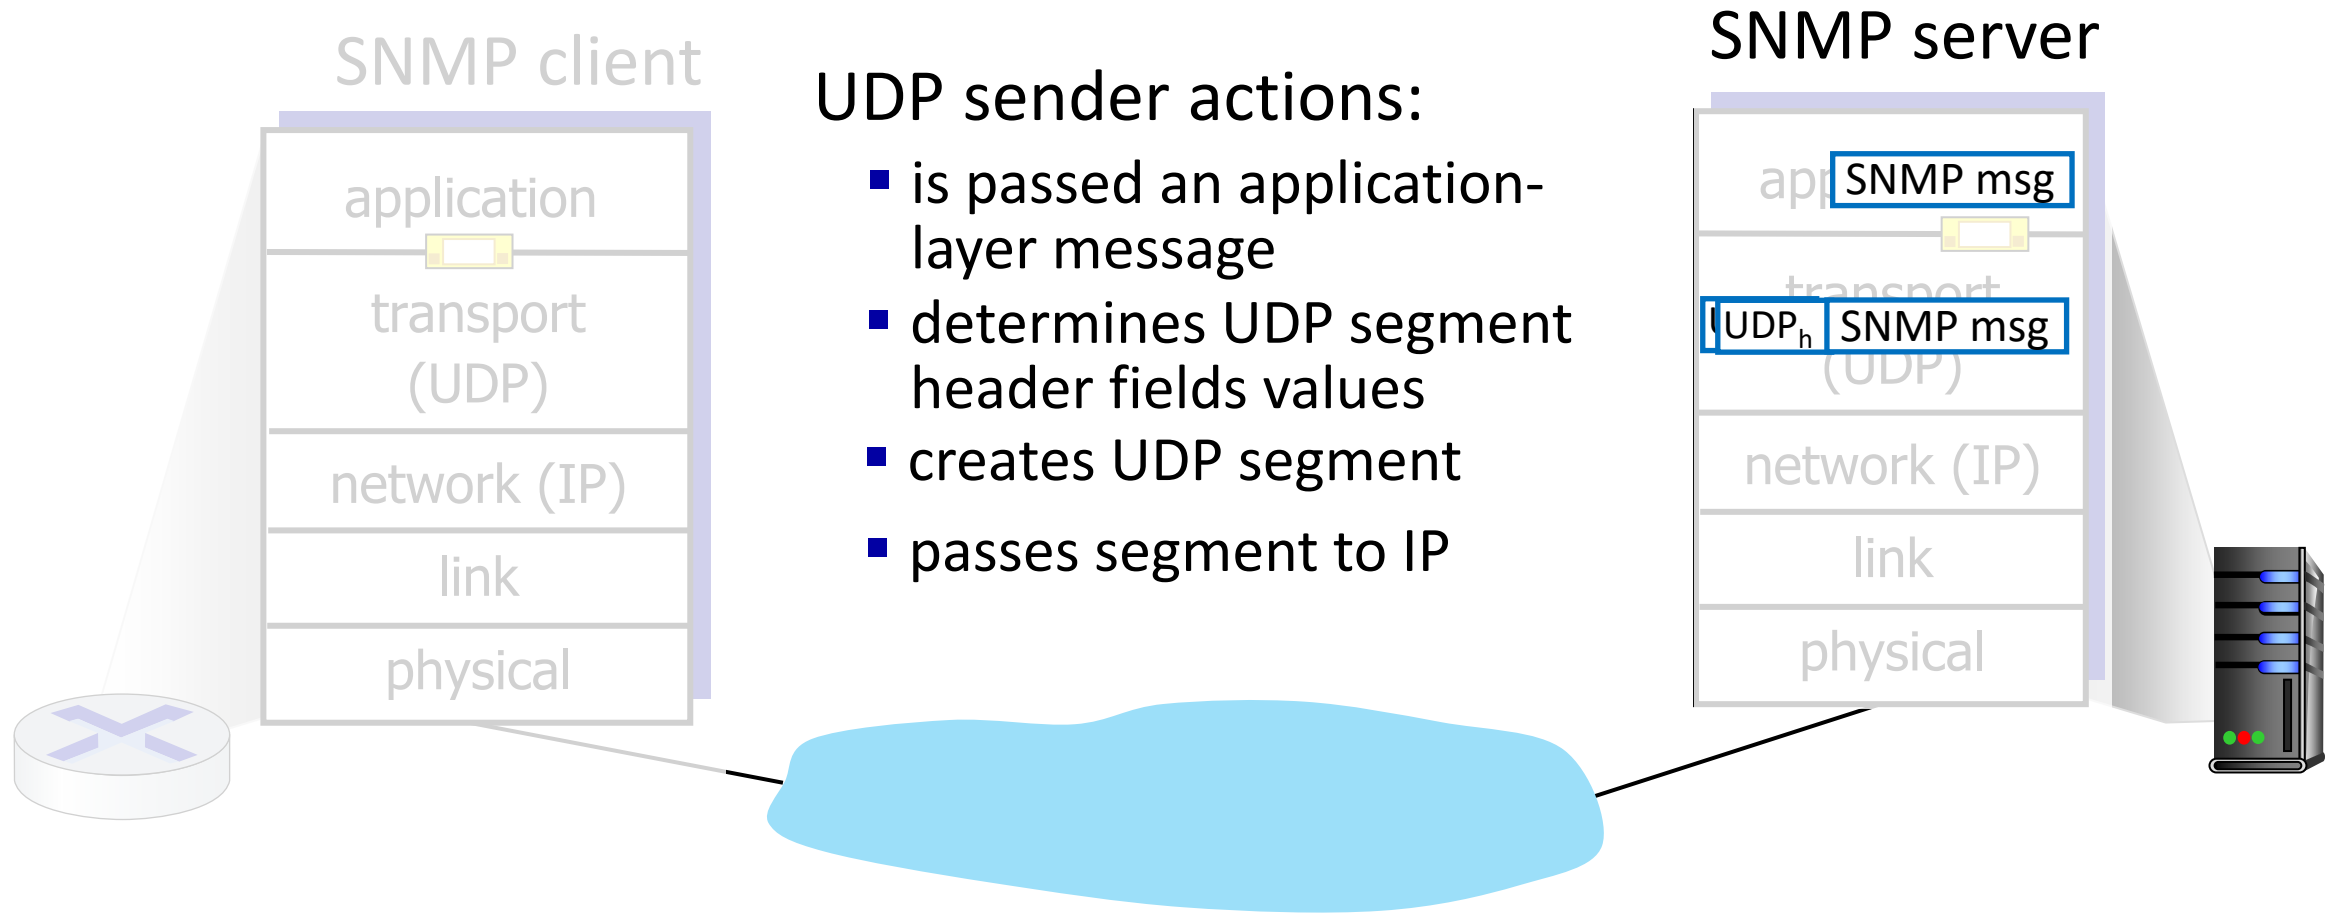 SNMP client
application
transport
(UDP)
network (IP)
link
physical
UDP sender actions:
is passed an application-
layer message
determines UDP segment
header fields values
creates UDP segment
passes segment to IP
SNMP server
SNMP msg
transport
UDPh SNMP msg
(UDP)
network (IP)
link
physical